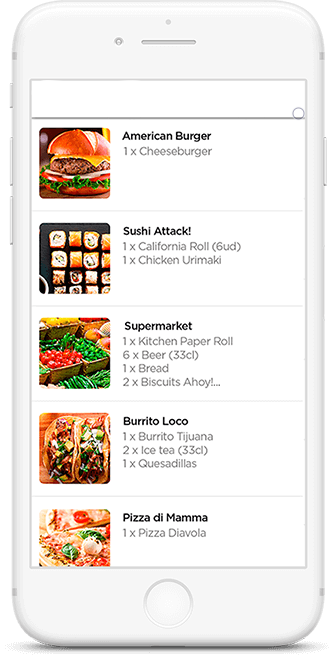 American Burger
1 x Cheeseburger
Sushi Attack!
1 x California Roll (6ud)
1 x Chicken Urimaki
Supermarket
1 x Kitchen Paper Roll
6 x Beer (33cl)
1 x Bread
2 x Biscuits Ahoy!...
Burrito Loco
1 x Burrito Tijuana
2 x Ice tea (33cl)
1 x Quesadillas
Pizza di Mamma
1 x Pizza Diavola